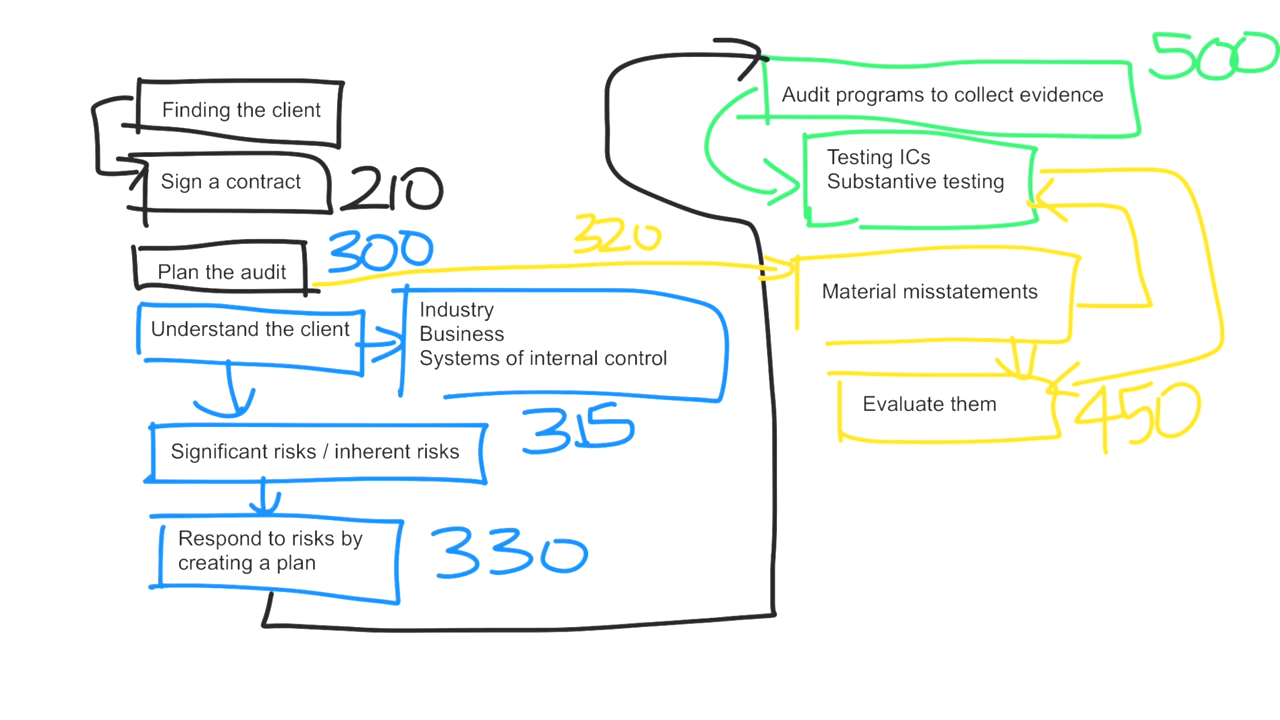 Finding the client
Sign a contract
210
Plan the audit
300
Understand the client
Industry
Business
Systems of internal control
315
Significant risks / inherent risks
Respond to risks by
creating a plan
330
500
Audit programs to collect evidence
Testing ICs
Substantive testing
320
Material misstatements
Evaluate them
450